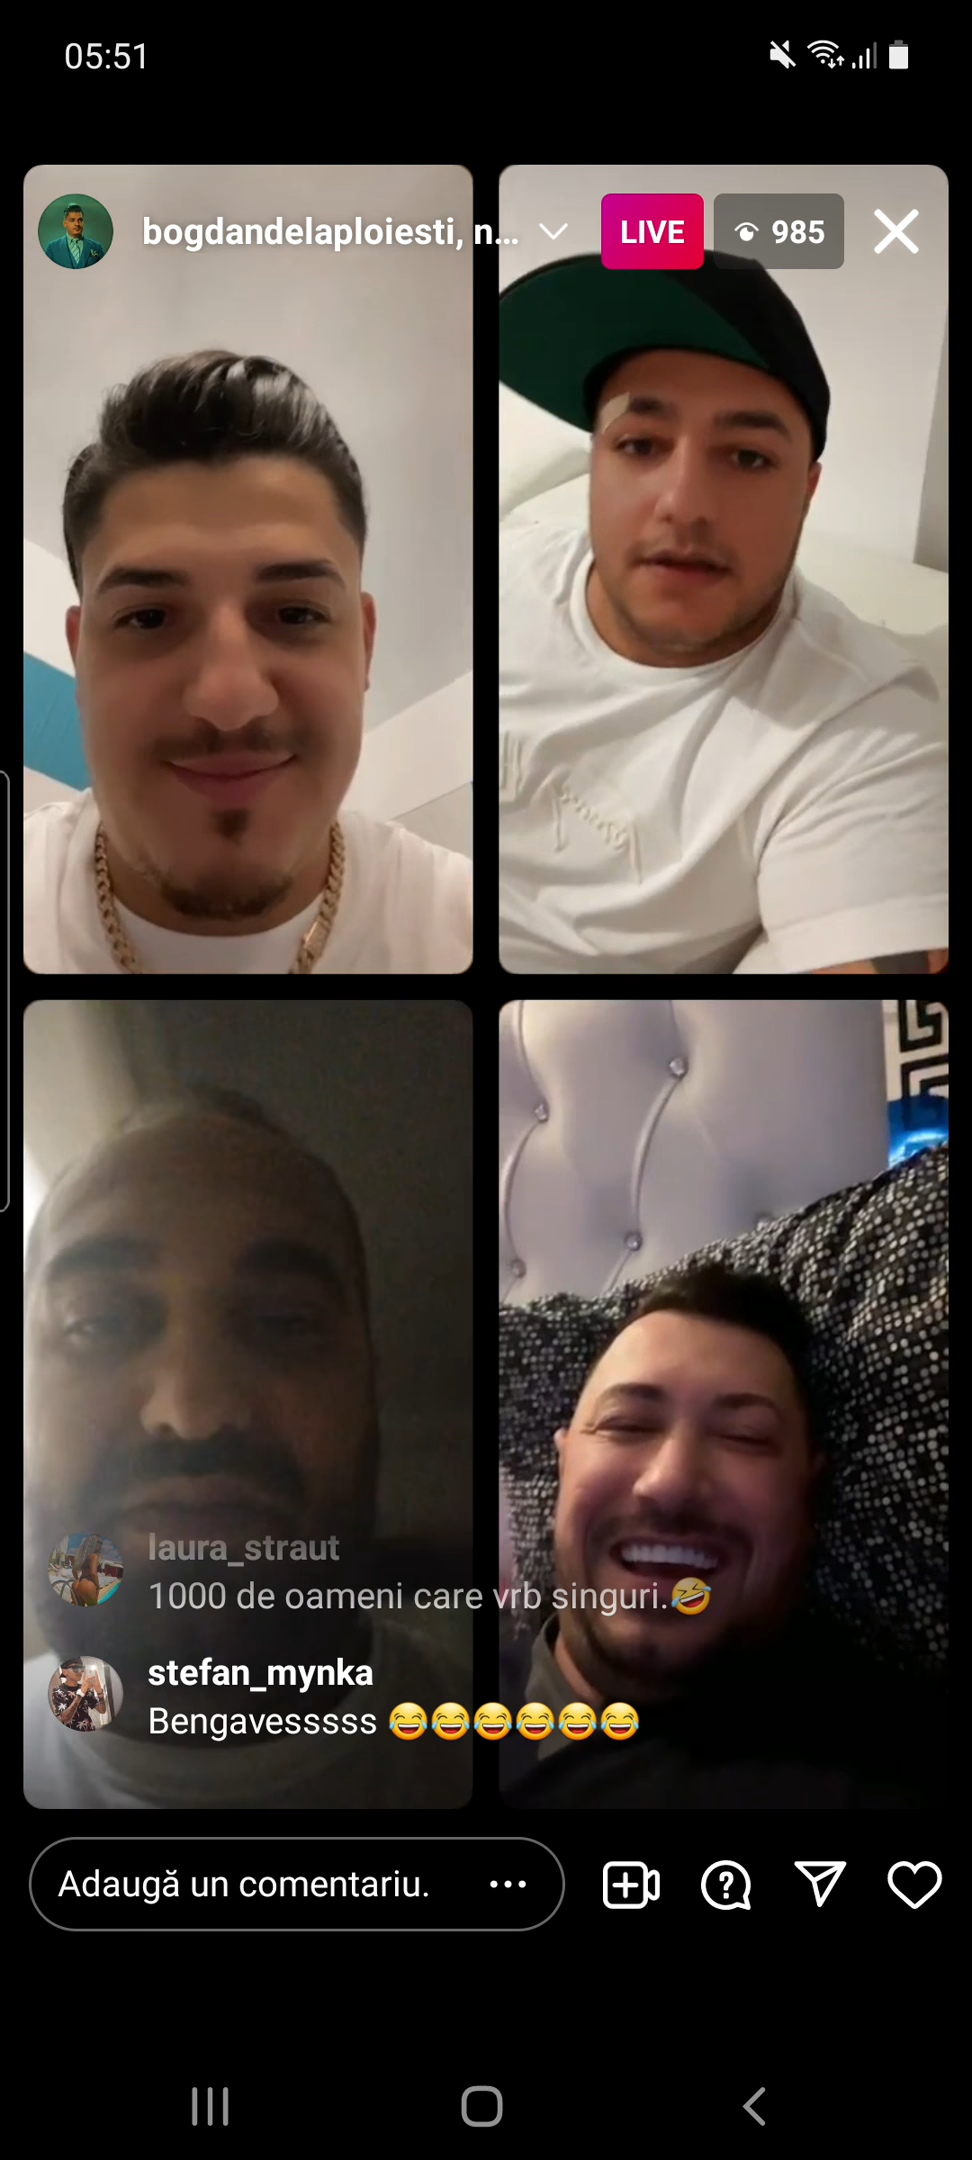 05:51
bogdandelaploiesti, n...
LIVE
985
laura_straut
1000 de oameni care vrb singuri.🤣
stefan_mynka
Bengavesssss 😂😂😂😂😂😂
Adaugă un comentariu.